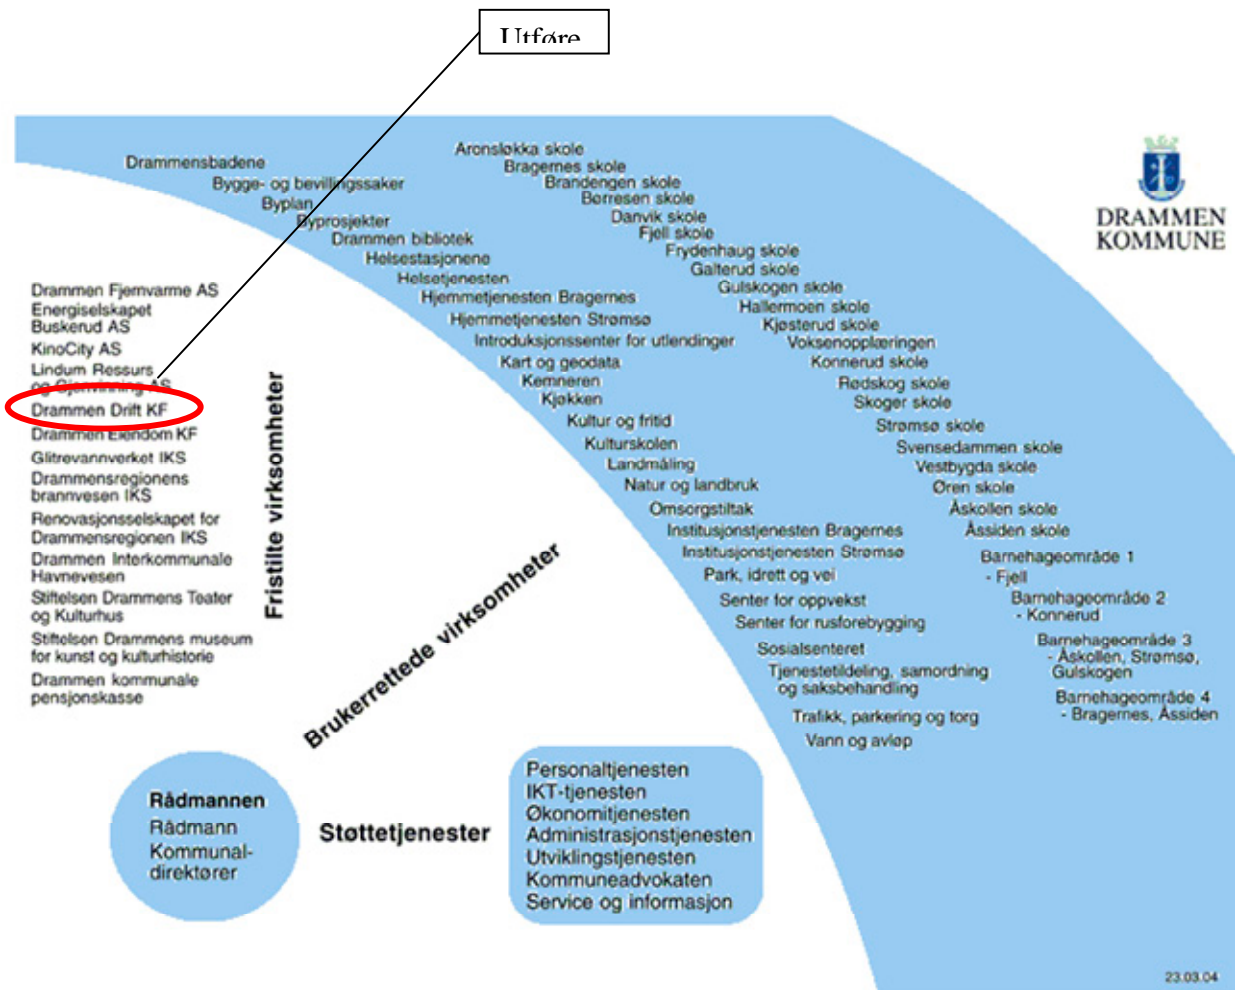 Utføre
DRAMMEN
KOMMUNE
Drammensbadene
Bygge- og bevillingssaker
Byplan
Byprosjekter
Drammen bibliotek
Helsestasjonene
Helsetjenesten
Hjemmetjenesten Bragernes
Hjemmetjenesten Strømsø
Introduksjonssenter for utlendinger
Kart og geodata
Kemneren
Kjøkken
Kultur og fritid
Kulturskolen
Landmåling
Natur og landbruk
Omsorgstiltak
Institusjonstjenesten Bragernes
Institusjonstjenesten Strømsø
Park, idrett og vei
Senter for oppvekst
Senter for rusforebygging
Sosialsenteret
Tjenestetildeling, samordning
og saksbehandling
Trafikk, parkering og torg
Vann og avløp
Aronsløkka skole
Bragernes skole
Brandengen skole
Børresen skole
Danvik skole
Fjell skole
Frydenhaug skole
Galterud skole
Gulskogen skole
Hallermoen skole
Kjøsterud skole
Voksenopplæringen
Konnerud skole
Rødskog skole
Skoger skole
Strømsø skole
Svensedammen skole
Vestbygda skole
Øren skole
Åskollen skole
Åssiden skole
Barnehageområde 1
- Fjell
Barnehageområde 2
- Konnerud
Barnehageområde 3
- Åskollen, Strømsø,
Gulskogen
Barnehageområde 4
- Bragernes, Åssiden
Drammen Fjernvarme AS
Energiselskapet
Buskerud AS
KinoCity AS
Lindum Ressurs
og Gjenvinning AS
Drammen Drift KF
Drammen Eiendom KF
Glitrevannverket IKS
Drammensregionens
brannvesen IKS
Renovasjonsselskapet for
Drammensregionen IKS
Drammen Interkommunale
Havnevesen
Stiftelsen Drammens Teater
og Kulturhus
Stiftelsen Drammens museum
for kunst og kulturhistorie
Drammen kommunale
pensjonskasse
Fristilte virksomheter
Brukerrettede virksomheter
Rådmannen
Rådmann
Kommunal-
direktører
Støttetjenester
Personaltjenesten
IKT-tjenesten
Økonomitjenesten
Administrasjonstjenesten
Utviklingstjenesten
Kommuneadvokaten
Service og informasjon
23.03.04